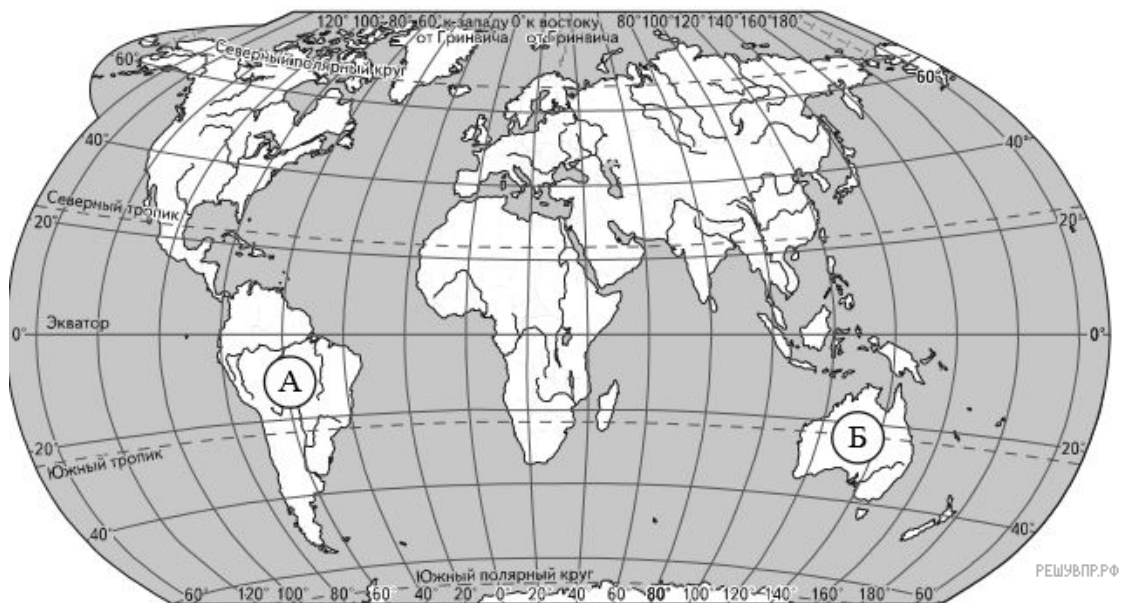 120° 100° 80° 60° к западу 0° к востоку 80° 100° 120° 140° 160° 180°
от Гринвича от Гринвича
60° Северный полярный круг 60°
40° 40°
Северный тропик
20° 20°
Экватор
0° 0°
А
Б
20° 20°
Южный тропик
40° 40°
Южный полярный круг
РЕШУВПР.РФ
60° 120° 100° 80° 60° 40° 20° 0° 20° 40° 60° 80° 100° 120° 140° 160° 180° 60°